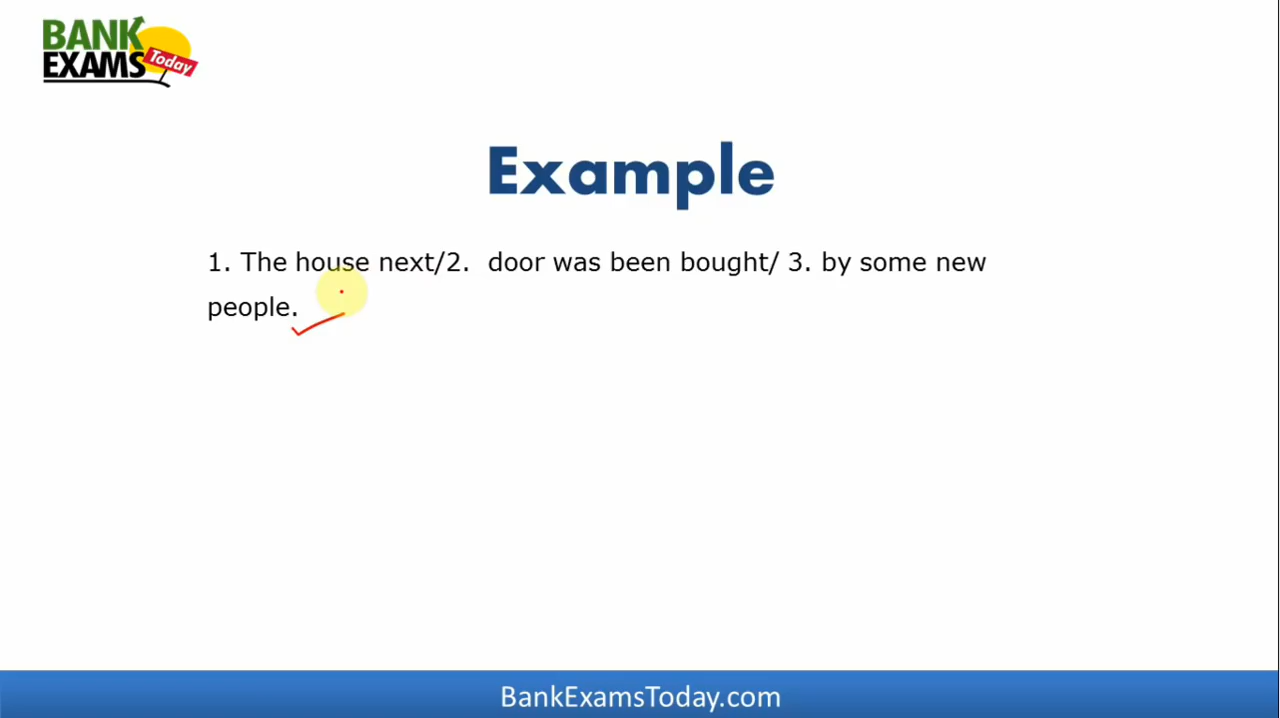 BANK
EXAMS Today
Example
1. The house next/2.  door was been bought/ 3. by some new
people.
BankExamsToday.com